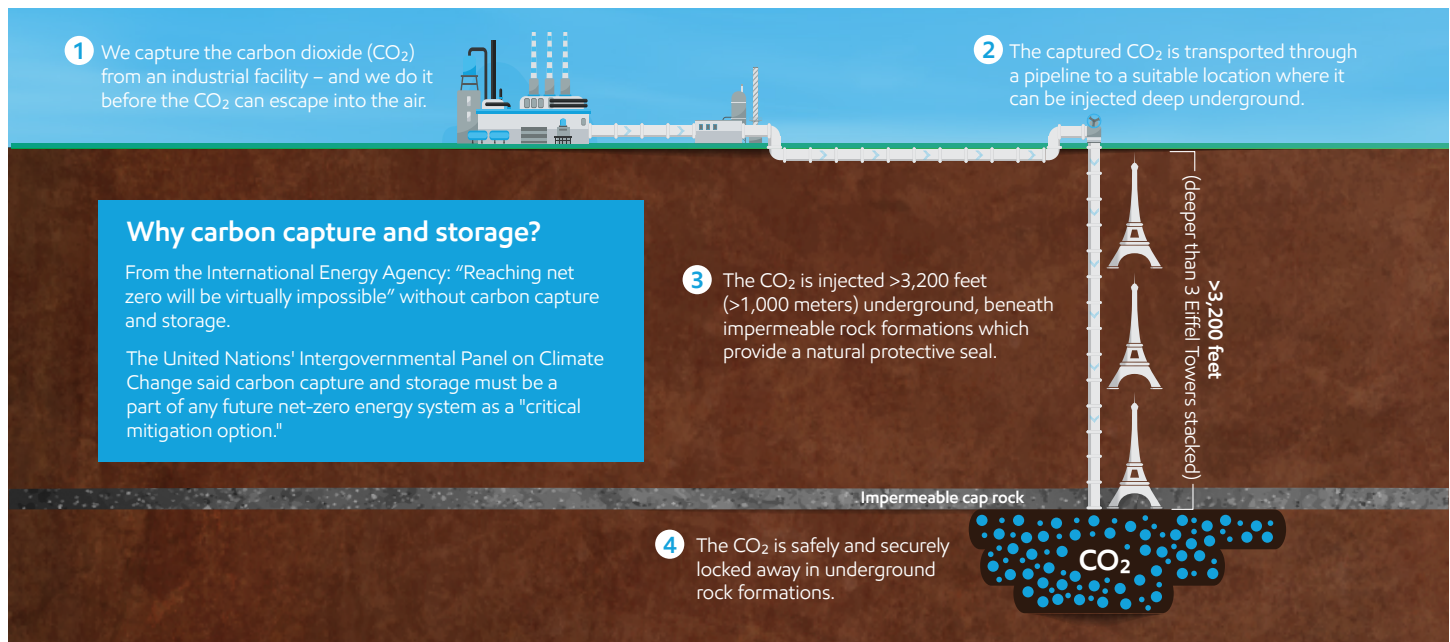 1 We capture the carbon dioxide (CO₂)
from an industrial facility – and we do it
before the CO₂ can escape into the air.
2 The captured CO₂ is transported through
a pipeline to a suitable location where it
can be injected deep underground.
Why carbon capture and storage?
From the International Energy Agency: “Reaching net
zero will be virtually impossible” without carbon capture
and storage.
The United Nations' Intergovernmental Panel on Climate
Change said carbon capture and storage must be a
part of any future net-zero energy system as a "critical
mitigation option."
3 The CO₂ is injected >3,200 feet
(>1,000 meters) underground, beneath
impermeable rock formations which
provide a natural protective seal.
>3,200 feet
(deeper than 3 Eiffel Towers stacked)
Impermeable cap rock
4 The CO₂ is safely and securely
locked away in underground
rock formations.
CO₂